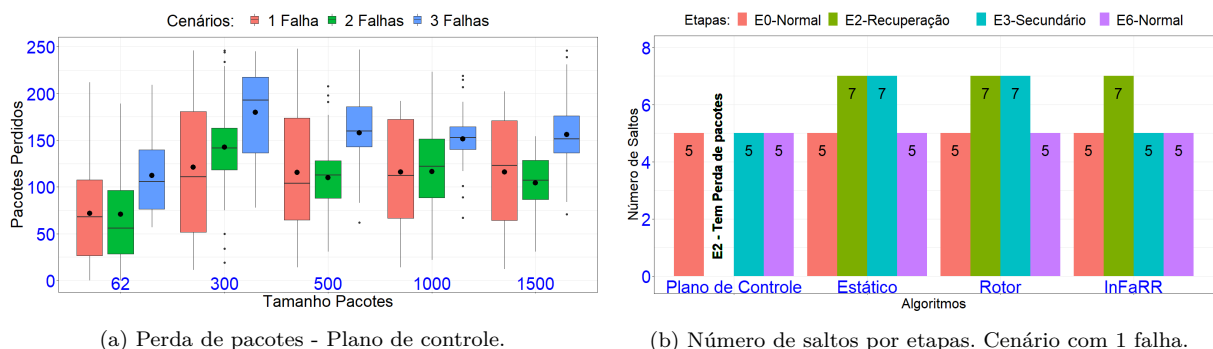 Cenários: 1 Falha 2 Falhas 3 Falhas
Pacotes Perdidos
250
200
150
100
50
0
62 300 500 1000 1500
Tamanho Pacotes
(a) Perda de pacotes - Plano de controle.
Etapas: E0-Normal E2-Recuperação E3-Secundário E6-Normal
Número de Saltos
8
6
4
2
0
5 E2 - Tem Perda de pacotes 5 5
5 7 7 5
5 7 7 5
5 7 5 5
Plano de Controle Estático Rotor InFaRR
Algoritmos
(b) Número de saltos por etapas. Cenário com 1 falha.